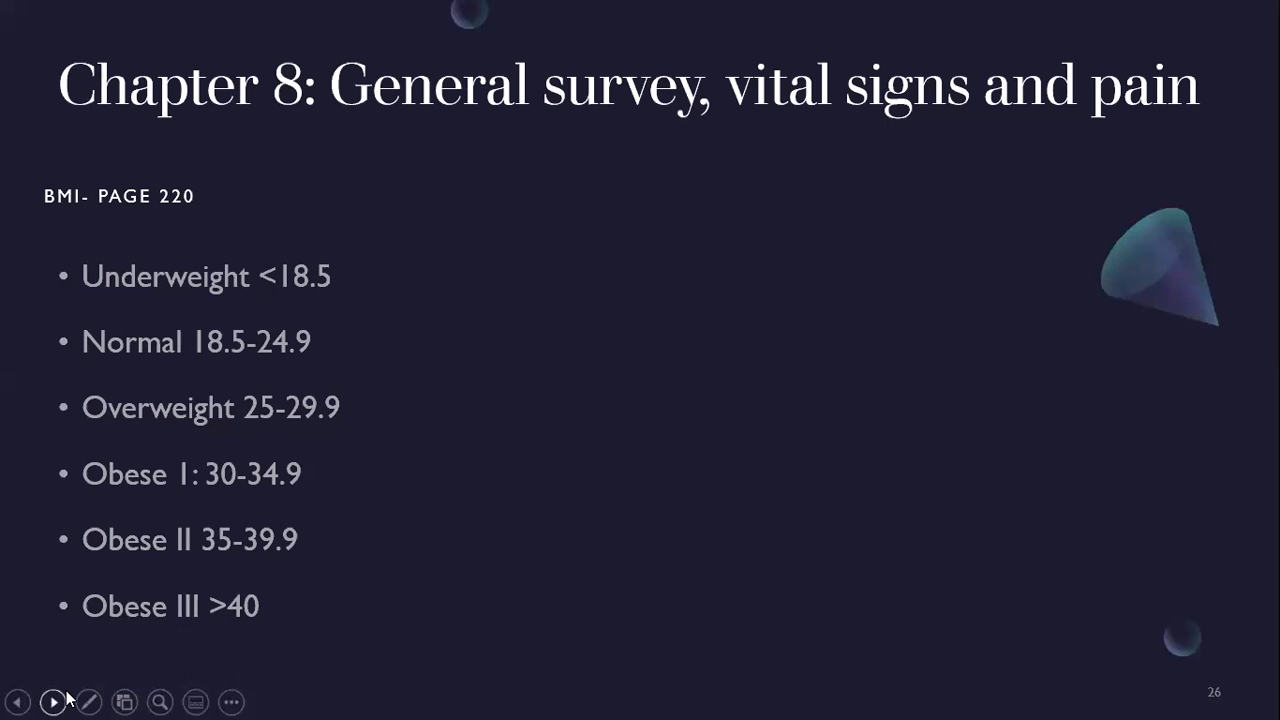 Chapter 8: General survey, vital signs and pain
BMI- PAGE 220
• Underweight <18.5
• Normal 18.5-24.9
• Overweight 25-29.9
• Obese 1: 30-34.9
• Obese II 35-39.9
• Obese III >40
26